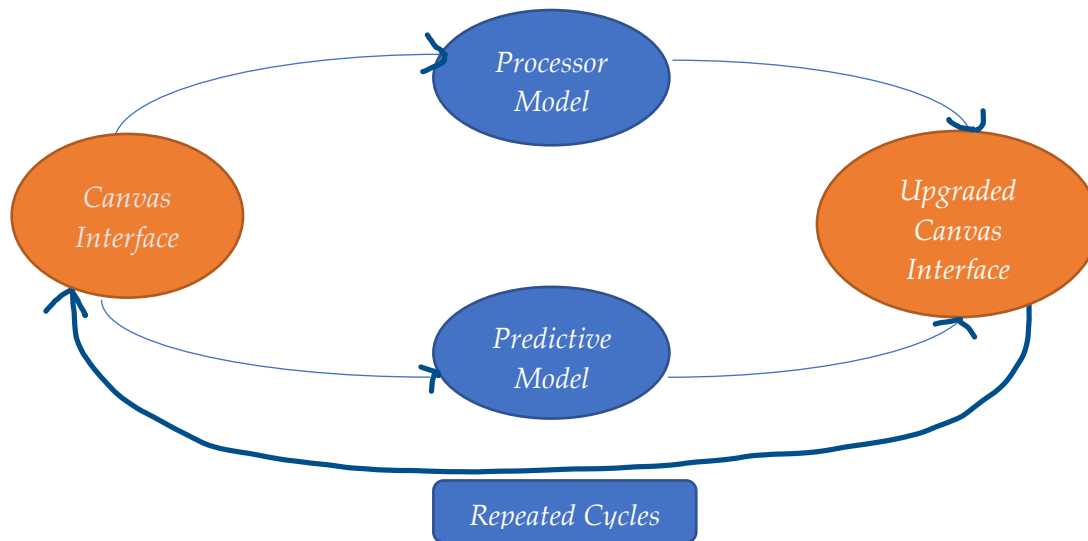 Processor
Model
Canvas
Interface
Upgraded
Canvas
Interface
Predictive
Model
Repeated Cycles